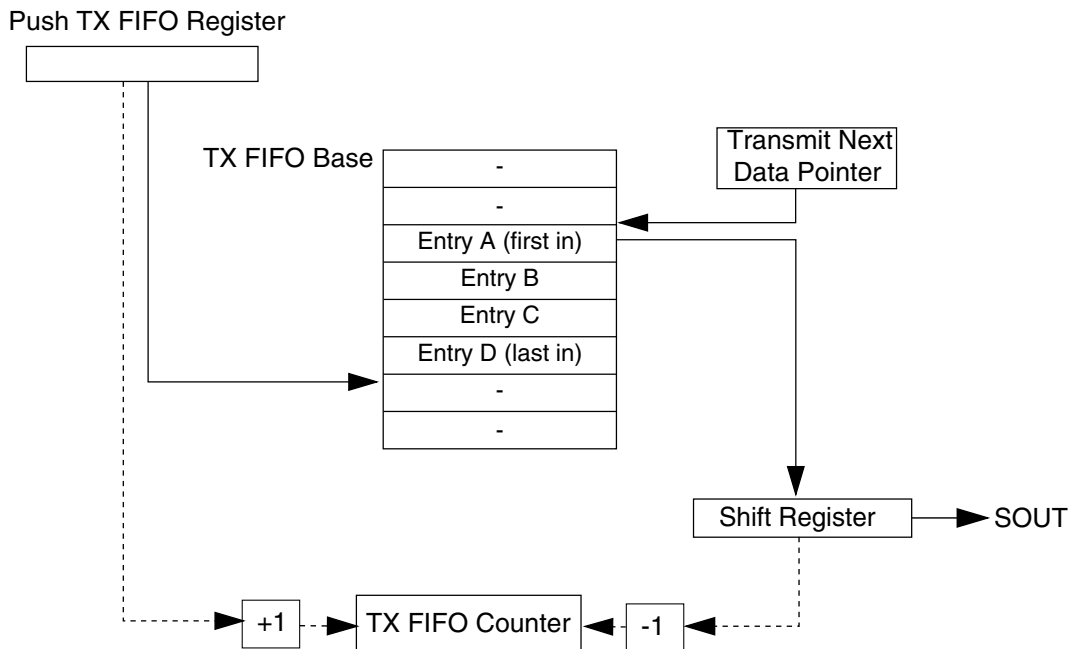 Push TX FIFO Register
TX FIFO Base
-
-
Entry A (first in)
Entry B
Entry C
Entry D (last in)
-
-
Transmit Next
Data Pointer
Shift Register
SOUT
+1
TX FIFO Counter
-1